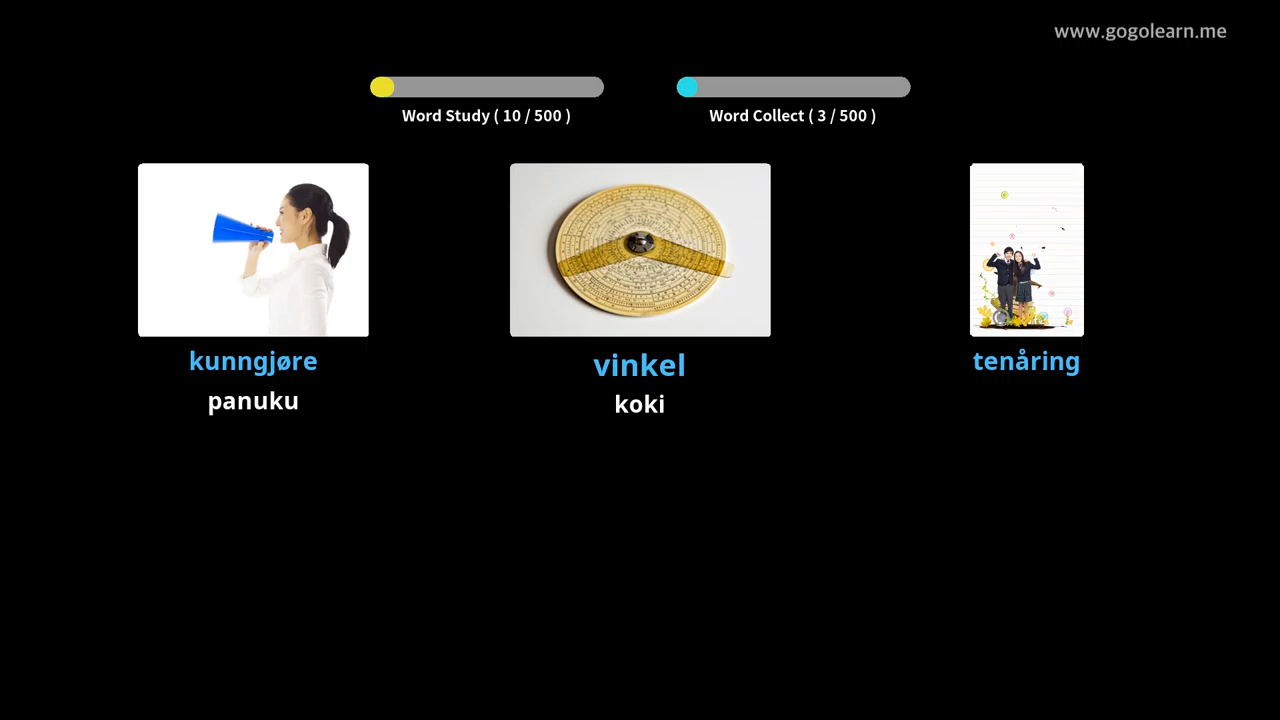 www.gogolearn.me
Word Study ( 10 / 500 )
Word Collect ( 3 / 500 )
kunngjøre
vinkel
tenåring
panuku
koki